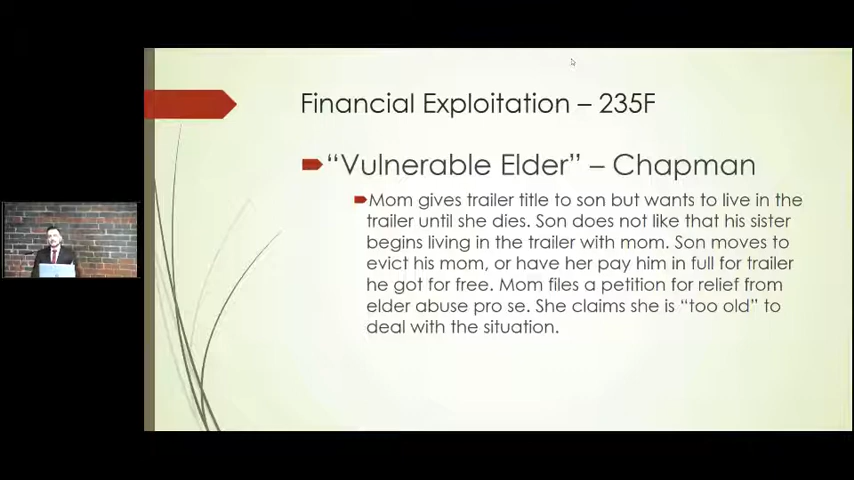 Financial Exploitation – 235F
“Vulnerable Elder” – Chapman
Mom gives trailer title to son but wants to live in the
trailer until she dies. Son does not like that his sister
begins living in the trailer with mom. Son moves to
evict his mom, or have her pay him in full for trailer
he got for free. Mom files a petition for relief from
elder abuse pro se. She claims she is “too old” to
deal with the situation.